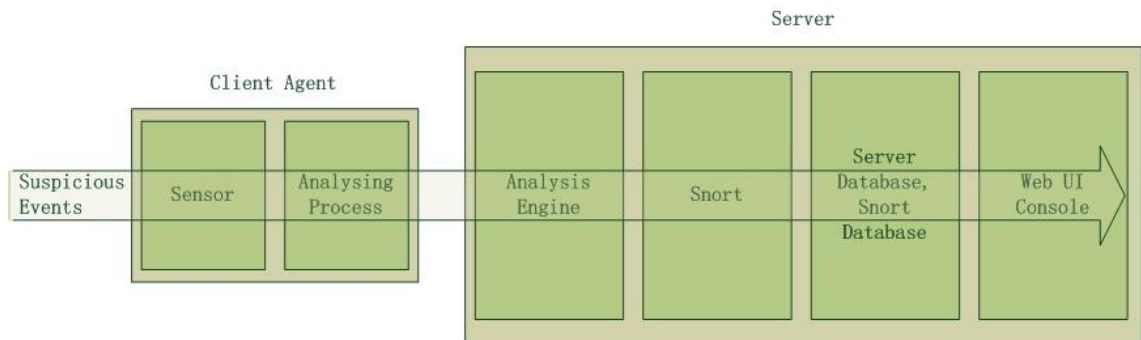 Server
Client Agent
Suspicious
Events
Sensor
Analysing
Process
Analysis
Engine
Snort
Server
Database,
Snort
Database
Web UI
Console